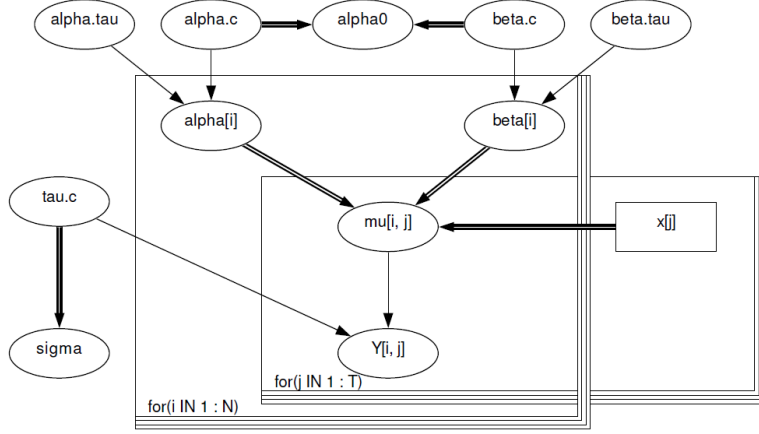 alpha.tau
alpha.c
alpha0
beta.c
beta.tau
alpha[i]
beta[i]
tau.c
mu[i, j]
x[j]
sigma
Y[i, j]
for(j IN 1 : T)
for(i IN 1 : N)